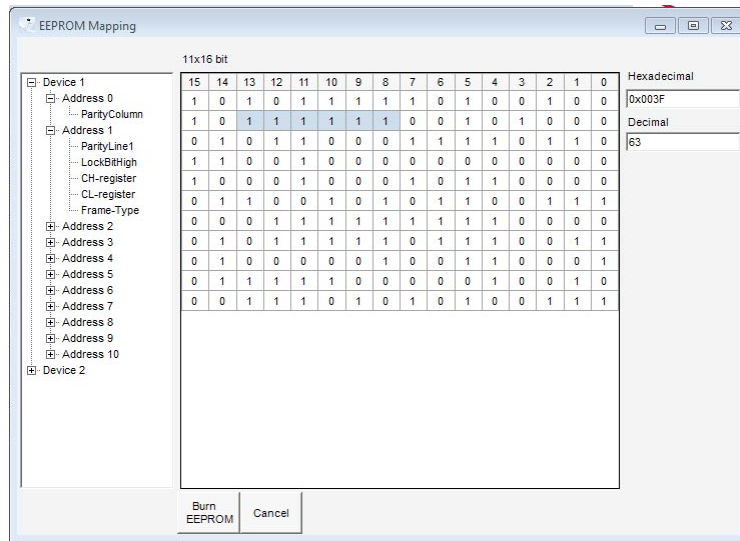 EEPROM Mapping
11x16 bit
Device 1
Address 0
ParityColumn
Address 1
ParityLine1
LockBitHigh
CH-register
CL-register
Frame-Type
Address 2
Address 3
Address 4
Address 5
Address 6
Address 7
Address 8
Address 9
Address 10
Device 2
15 14 13 12 11 10 9 8 7 6 5 4 3 2 1 0
1 0 1 0 1 1 1 1 1 0 1 0 0 1 0 0
1 0 1 1 1 1 1 1 0 0 1 0 1 0 0 0
0 1 0 1 1 0 0 0 1 1 1 1 0 1 1 0
1 1 0 0 1 0 0 0 0 0 0 0 0 0 0 0
1 0 0 0 1 0 0 0 1 0 1 1 0 0 0 0
0 1 1 0 0 1 0 1 0 1 1 0 0 1 1 1
0 0 0 1 1 0 0 1 1 1 1 1 0 0 0 0
0 1 0 1 1 1 1 1 0 1 1 1 0 0 1 1
0 1 0 0 0 0 0 1 0 0 1 1 0 0 0 1
0 1 1 1 1 1 0 0 0 0 0 1 0 0 1 0
0 0 1 1 1 0 1 0 1 0 1 0 0 1 1 1
Hexadecimal
0x003F
Decimal
63
Burn
EEPROM
Cancel